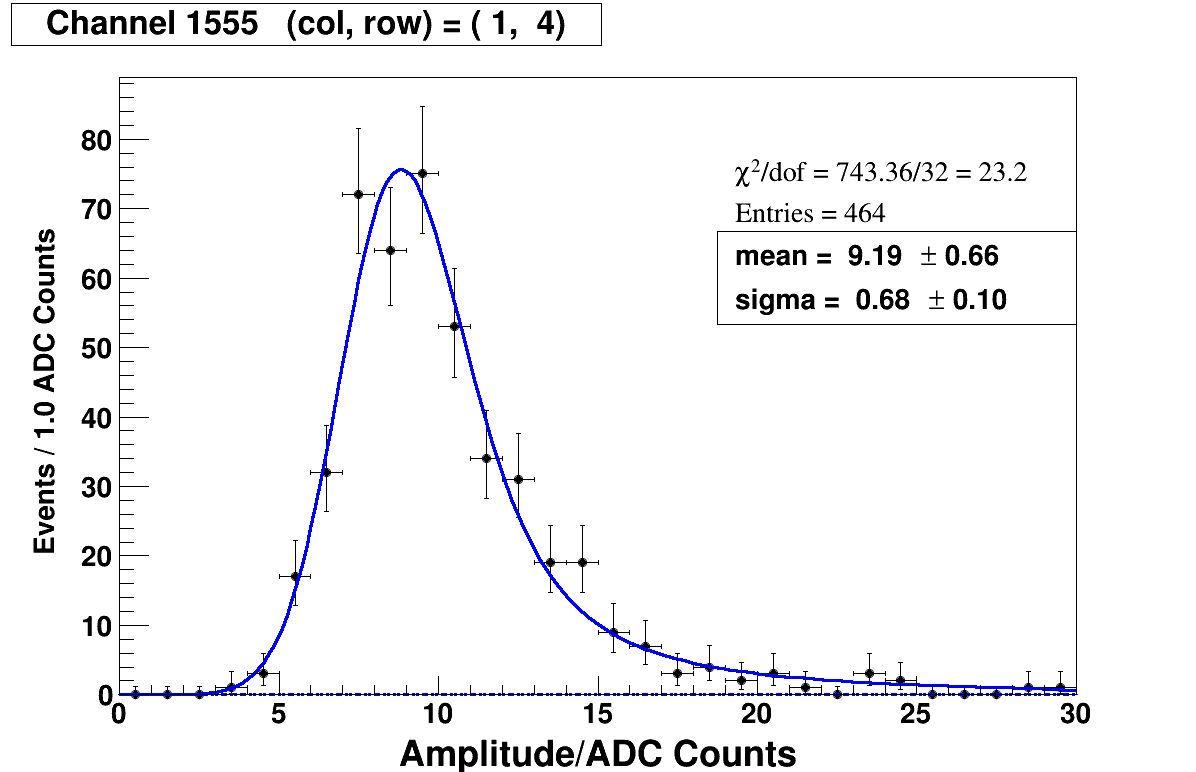 Channel 1555 (col, row) = ( 1, 4)
χ²/dof = 743.36/32 = 23.2
Entries = 464
mean = 9.19 ± 0.66
sigma = 0.68 ± 0.10
Events / 1.0 ADC Counts
80
70
60
50
40
30
20
10
0
0 5 10 15 20 25 30
Amplitude/ADC Counts